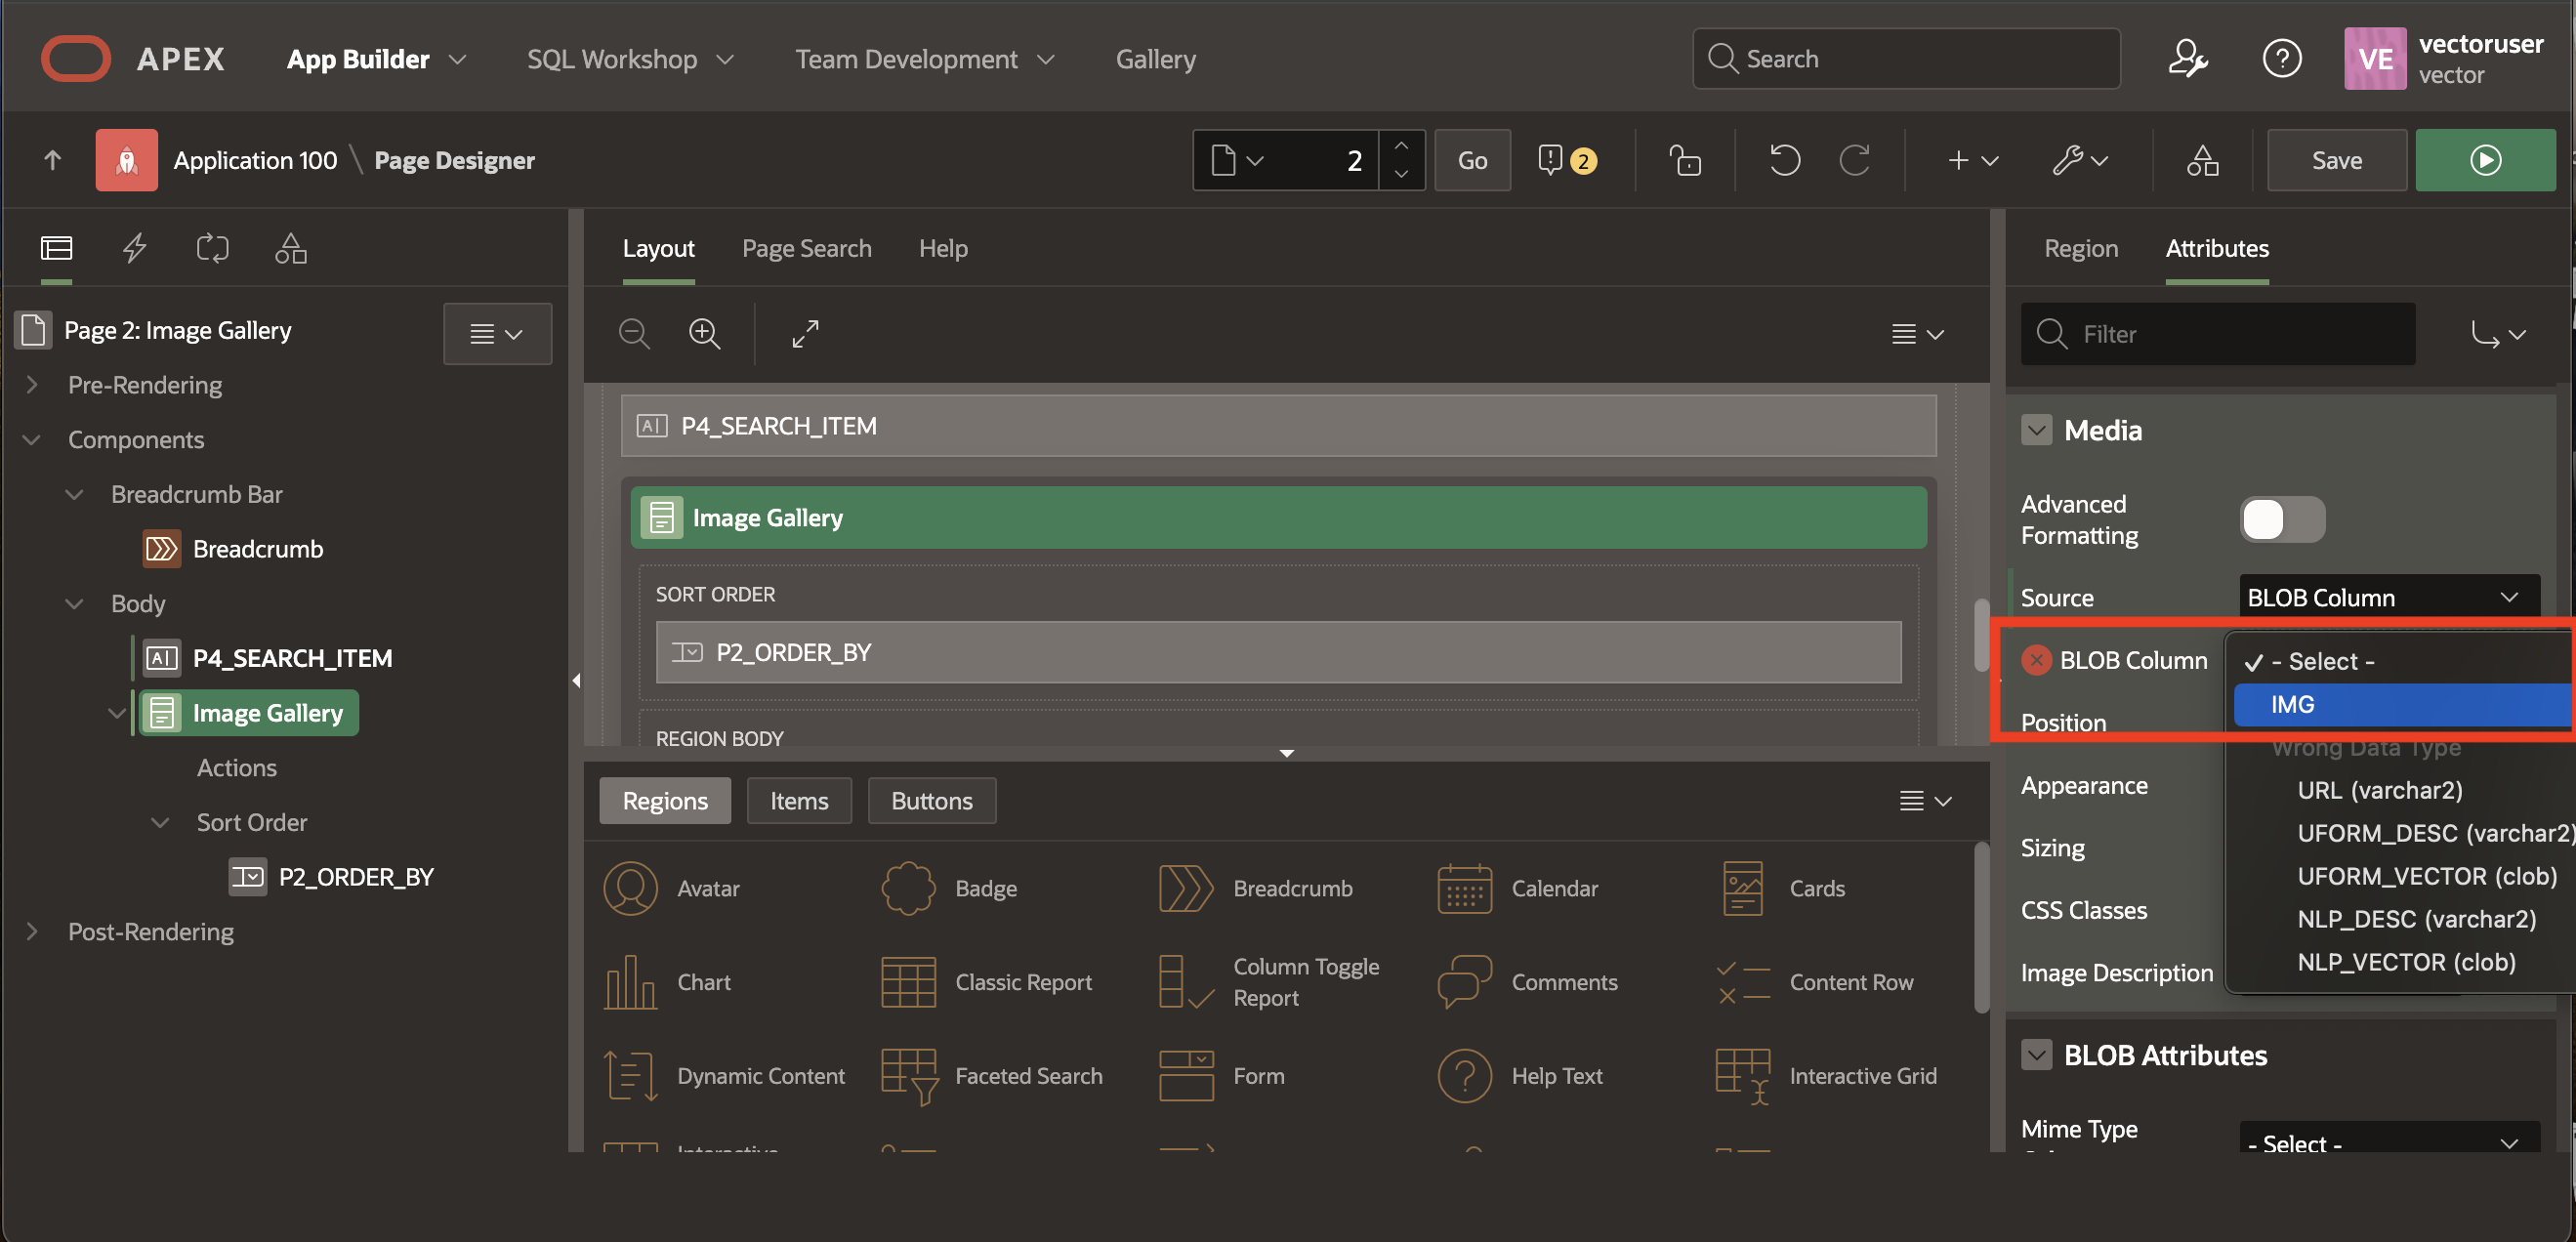 APEX
App Builder
SQL Workshop
Team Development
Gallery
Search
VE
vectoruser
vector
Application 100 \ Page Designer
2
Go
2
Save
Page 2: Image Gallery
Pre-Rendering
Components
Breadcrumb Bar
Breadcrumb
Body
P4_SEARCH_ITEM
Image Gallery
Actions
Sort Order
P2_ORDER_BY
Post-Rendering
Layout
Page Search
Help
P4_SEARCH_ITEM
Image Gallery
SORT ORDER
P2_ORDER_BY
REGION BODY
Regions
Items
Buttons
Avatar
Badge
Breadcrumb
Calendar
Cards
Chart
Classic Report
Column Toggle
Report
Comments
Content Row
Dynamic Content
Faceted Search
Form
Help Text
Interactive Grid
Interactive
Region
Attributes
Filter
Media
Advanced
Formatting
Source
BLOB Column
BLOB Column
- Select -
IMG
Position
Wrong Data Type
URL (varchar2)
Appearance
UFORM_DESC (varchar2)
Sizing
UFORM_VECTOR (clob)
CSS Classes
NLP_DESC (varchar2)
NLP_VECTOR (clob)
Image Description
BLOB Attributes
Mime Type
- Select -